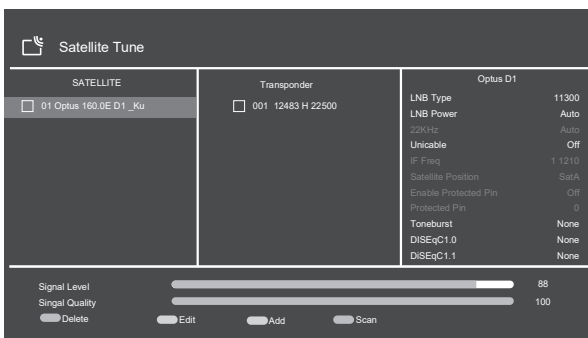 Satellite Tune
SATELLITE
01 Optus 160.0E D1 _Ku
Transponder
001 12483 H 22500
Optus D1
LNB Type 11300
LNB Power Auto
22KHz Auto
Unicable Off
IF Freq 1 1210
Satellite Position SatA
Enable Protected Pin Off
Protected Pin 0
Toneburst None
DISEqC1.0 None
DiSEqC1.1 None
Signal Level 88
Singal Quality 100
Delete Edit Add Scan